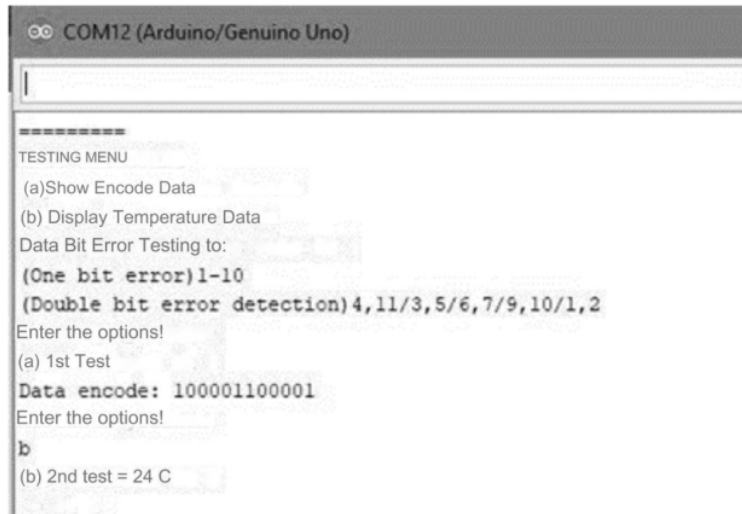 COM12 (Arduino/Genuino Uno)
=========
TESTING MENU
(a)Show Encode Data
(b) Display Temperature Data
Data Bit Error Testing to:
(One bit error)1-10
(Double bit error detection)4,11/3,5/6,7/9,10/1,2
Enter the options!
(a) 1st Test
Data encode: 100001100001
Enter the options!
b
(b) 2nd test = 24 C